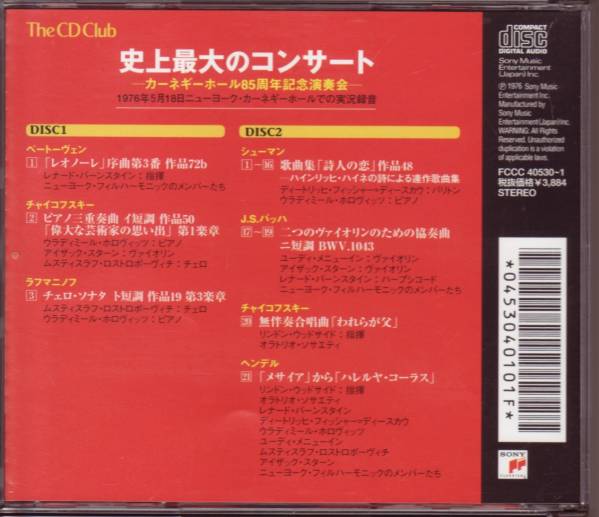 The CD Club
史上最大のコンサート
―カーネギーホール85周年記念演奏会―
1976年5月18日ニューヨーク・カーネギーホールでの実況録音
DISC1
ベートーヴェン
1 「レオノーレ」序曲第3番 作品72b
レナード・バーンスタイン:指揮
ニューヨーク・フィルハーモニックのメンバーたち
チャイコフスキー
2 ピアノ三重奏曲 イ短調 作品50
「偉大な芸術家の思い出」第1楽章
ウラディミール・ホロヴィッツ:ピアノ
アイザック・スターン:ヴァイオリン
ムスティスラフ・ロストロポーヴィチ:チェロ
ラフマニノフ
3 チェロ・ソナタ ト短調 作品19 第3楽章
ムスティスラフ・ロストロポーヴィチ:チェロ
ウラディミール・ホロヴィッツ:ピアノ
DISC2
シューマン
1~16 歌曲集「詩人の恋」作品48
―ハインリッヒ・ハイネの詩による連作歌曲集
ディートリッヒ・フィッシャー=ディースカウ:バリトン
ウラディミール・ホロヴィッツ:ピアノ
J.S.バッハ
17~19 二つのヴァイオリンのための協奏曲
ニ短調 BWV.1043
ユーディ・メニューイン:ヴァイオリン
アイザック・スターン:ヴァイオリン
レナード・バーンスタイン:ハープシコード
ニューヨーク・フィルハーモニックのメンバーたち
チャイコフスキー
20 無伴奏合唱曲「われらが父」
リンドン・ウッドサイド:指揮
オラトリオ・ソサエティ
ヘンデル
21 「メサイア」から「ハレルヤ・コーラス」
リンドン・ウッドサイド:指揮
オラトリオ・ソサエティ
レナード・バーンスタイン
ディートリッヒ・フィッシャー=ディースカウ
ウラディミール・ホロヴィッツ
ユーディ・メニューイン
ムスティスラフ・ロストロポーヴィチ
アイザック・スターン
ニューヨーク・フィルハーモニックのメンバーたち
COMPACT
disc
DIGITAL AUDIO
Sony Music
Entertainment
(Japan) Inc.
Ⓟ 1976 Sony Music
Entertainment Inc.
Manufactured by
Sony Music
Entertainment (Japan) Inc.
WARNING: All Rights
Reserved. Unauthorized
duplication is a violation
of applicable laws.
FCCC 40530-1
税抜価格¥3,884
STEREO
*0453040101F*
SONY